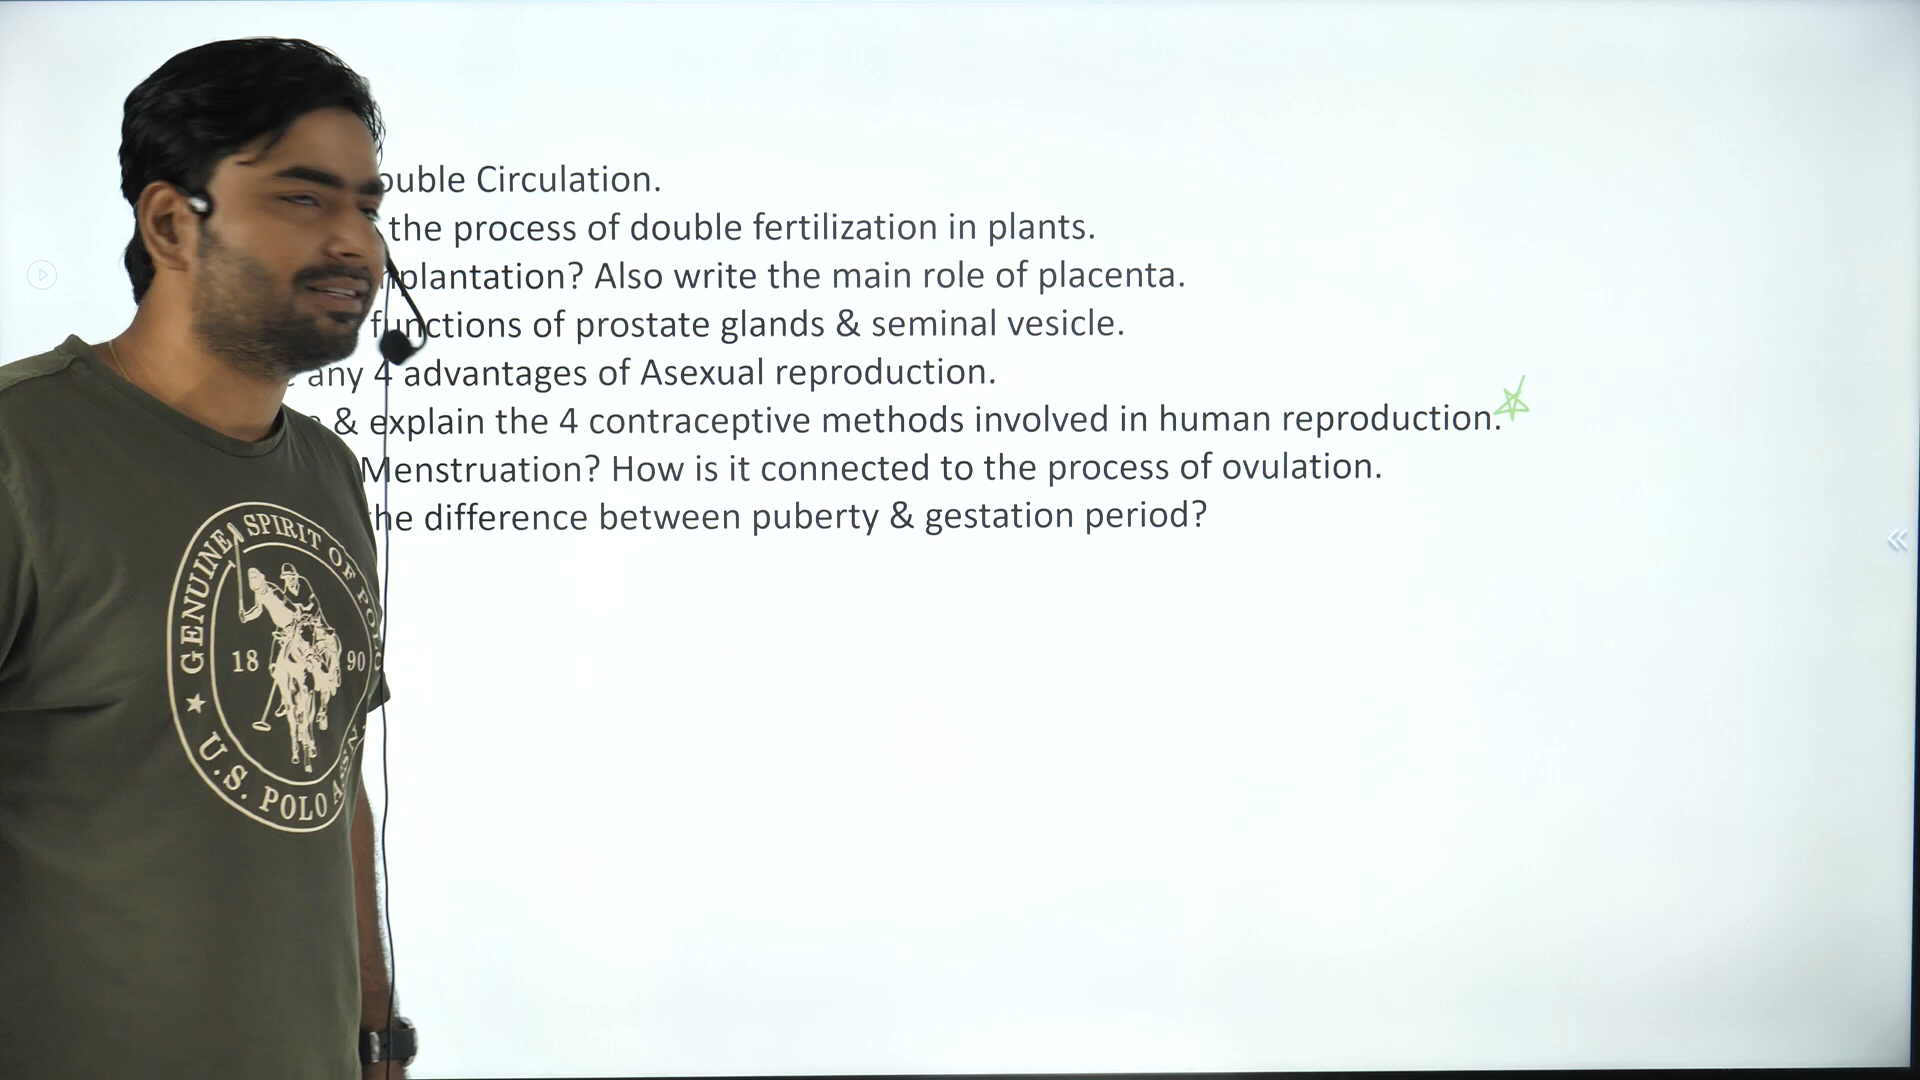 Double Circulation.
the process of double fertilization in plants.
plantation? Also write the main role of placenta.
functions of prostate glands & seminal vesicle.
any 4 advantages of Asexual reproduction.
& explain the 4 contraceptive methods involved in human reproduction.
Menstruation? How is it connected to the process of ovulation.
the difference between puberty & gestation period?
GENUINE SPIRIT OF POLO
18 90
U.S. POLO ASSN